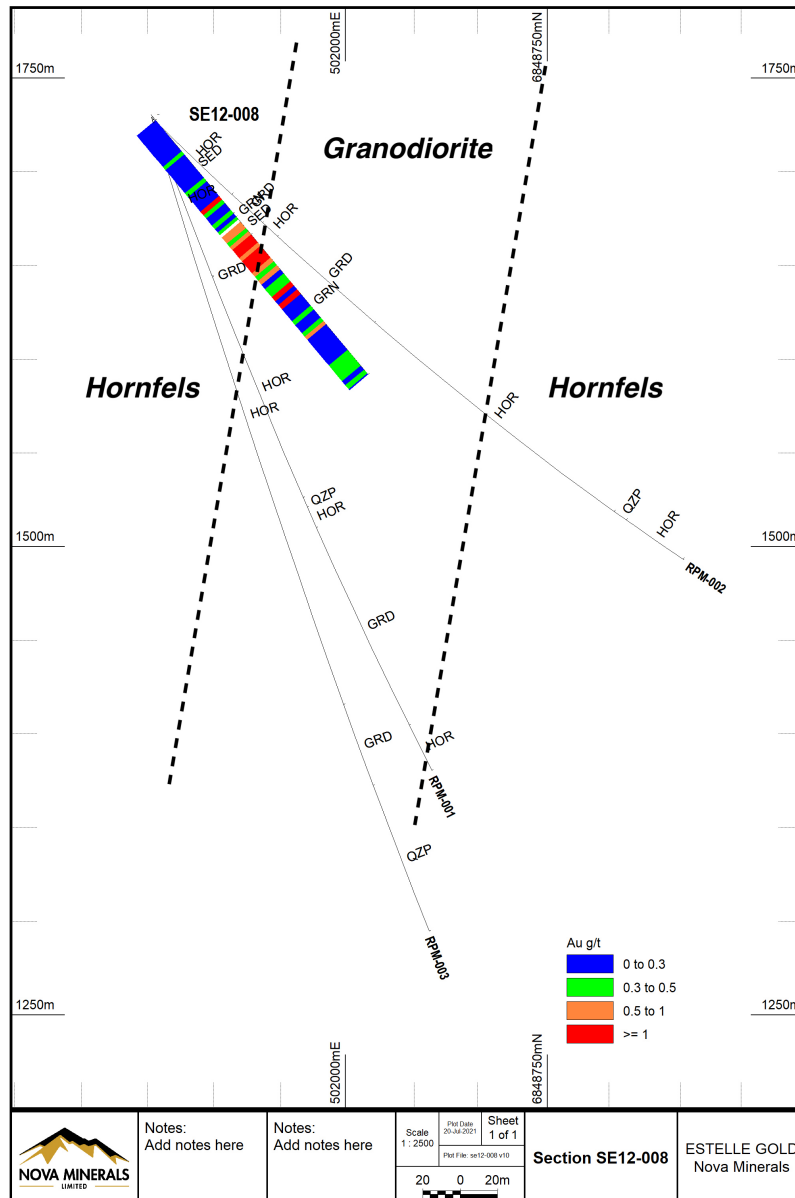 502000mE
6848750mN
1750m
1750m
SE12-008
Granodiorite
HOR
SED
HOR
GRN
GRD
SED
HOR
GRD
GRD
GRN
Hornfels
Hornfels
HOR
HOR
HOR
QZP
HOR
QZP
HOR
1500m
1500m
RPM-002
GRD
GRD
HOR
RPM-001
QZP
RPM-003
Au g/t
0 to 0.3
0.3 to 0.5
0.5 to 1
>= 1
1250m
1250m
502000mE
6848750mN
NOVA MINERALS
LIMITED
Notes:
Add notes here
Notes:
Add notes here
Scale
1 : 2500
Plot Date
20-Jul-2021
Sheet
1 of 1
Plot File: se12-008 v10
20 0 20m
Section SE12-008
ESTELLE GOLD
Nova Minerals